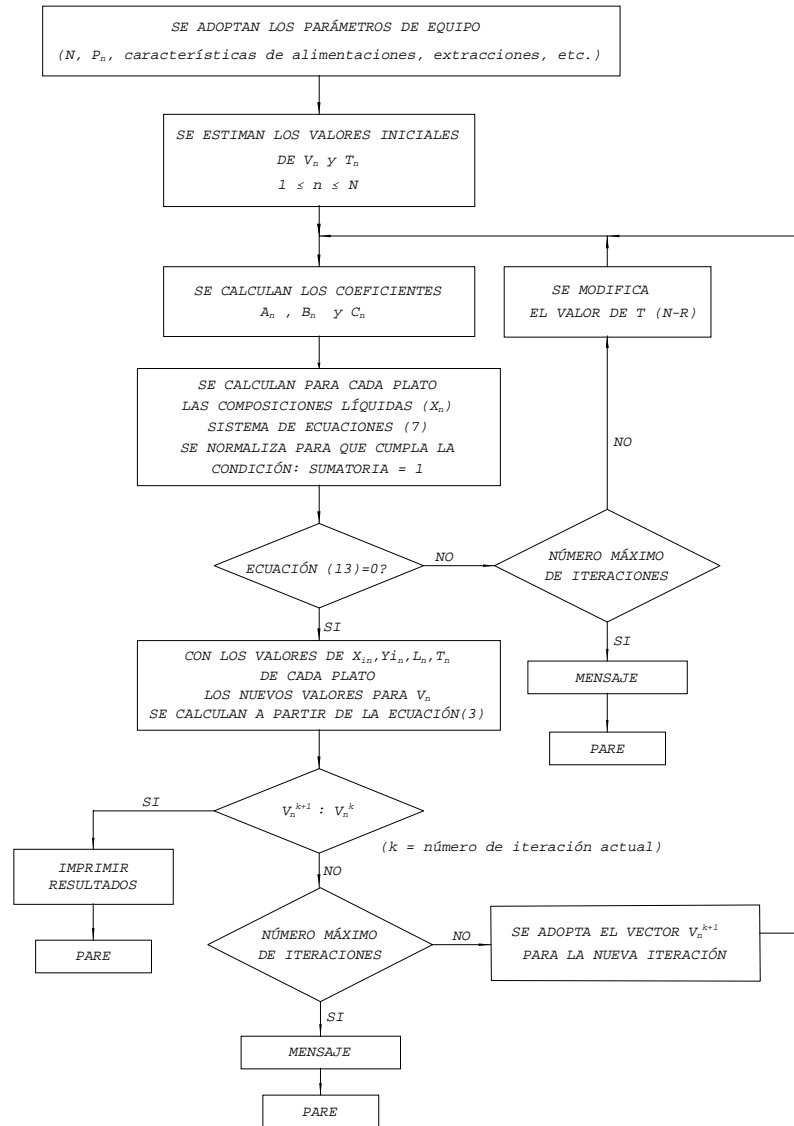 SE ADOPTAN LOS PARÁMETROS DE EQUIPO
(N, Pₙ, características de alimentaciones, extracciones, etc.)
SE ESTIMAN LOS VALORES INICIALES
DE Vₙ y Tₙ
1 ≤ n ≤ N
SE CALCULAN LOS COEFICIENTES
Aₙ , Bₙ y Cₙ
SE MODIFICA
EL VALOR DE T (N-R)
SE CALCULAN PARA CADA PLATO
LAS COMPOSICIONES LÍQUIDAS (Xₙ)
SISTEMA DE ECUACIONES (7)
SE NORMALIZA PARA QUE CUMPLA LA
CONDICIÓN: SUMATORIA = 1
NO
ECUACIÓN (13)=0?
NO
NÚMERO MÁXIMO
DE ITERACIONES
SI
SI
CON LOS VALORES DE Xᵢₙ,Yiₙ,Lₙ,Tₙ
DE CADA PLATO
LOS NUEVOS VALORES PARA Vₙ
SE CALCULAN A PARTIR DE LA ECUACIÓN(3)
MENSAJE
PARE
SI
Vₙᵏ⁺¹ : Vₙᵏ
(k = número de iteración actual)
NO
IMPRIMIR
RESULTADOS
PARE
NÚMERO MÁXIMO
DE ITERACIONES
NO
SE ADOPTA EL VECTOR Vₙᵏ⁺¹
PARA LA NUEVA ITERACIÓN
SI
MENSAJE
PARE